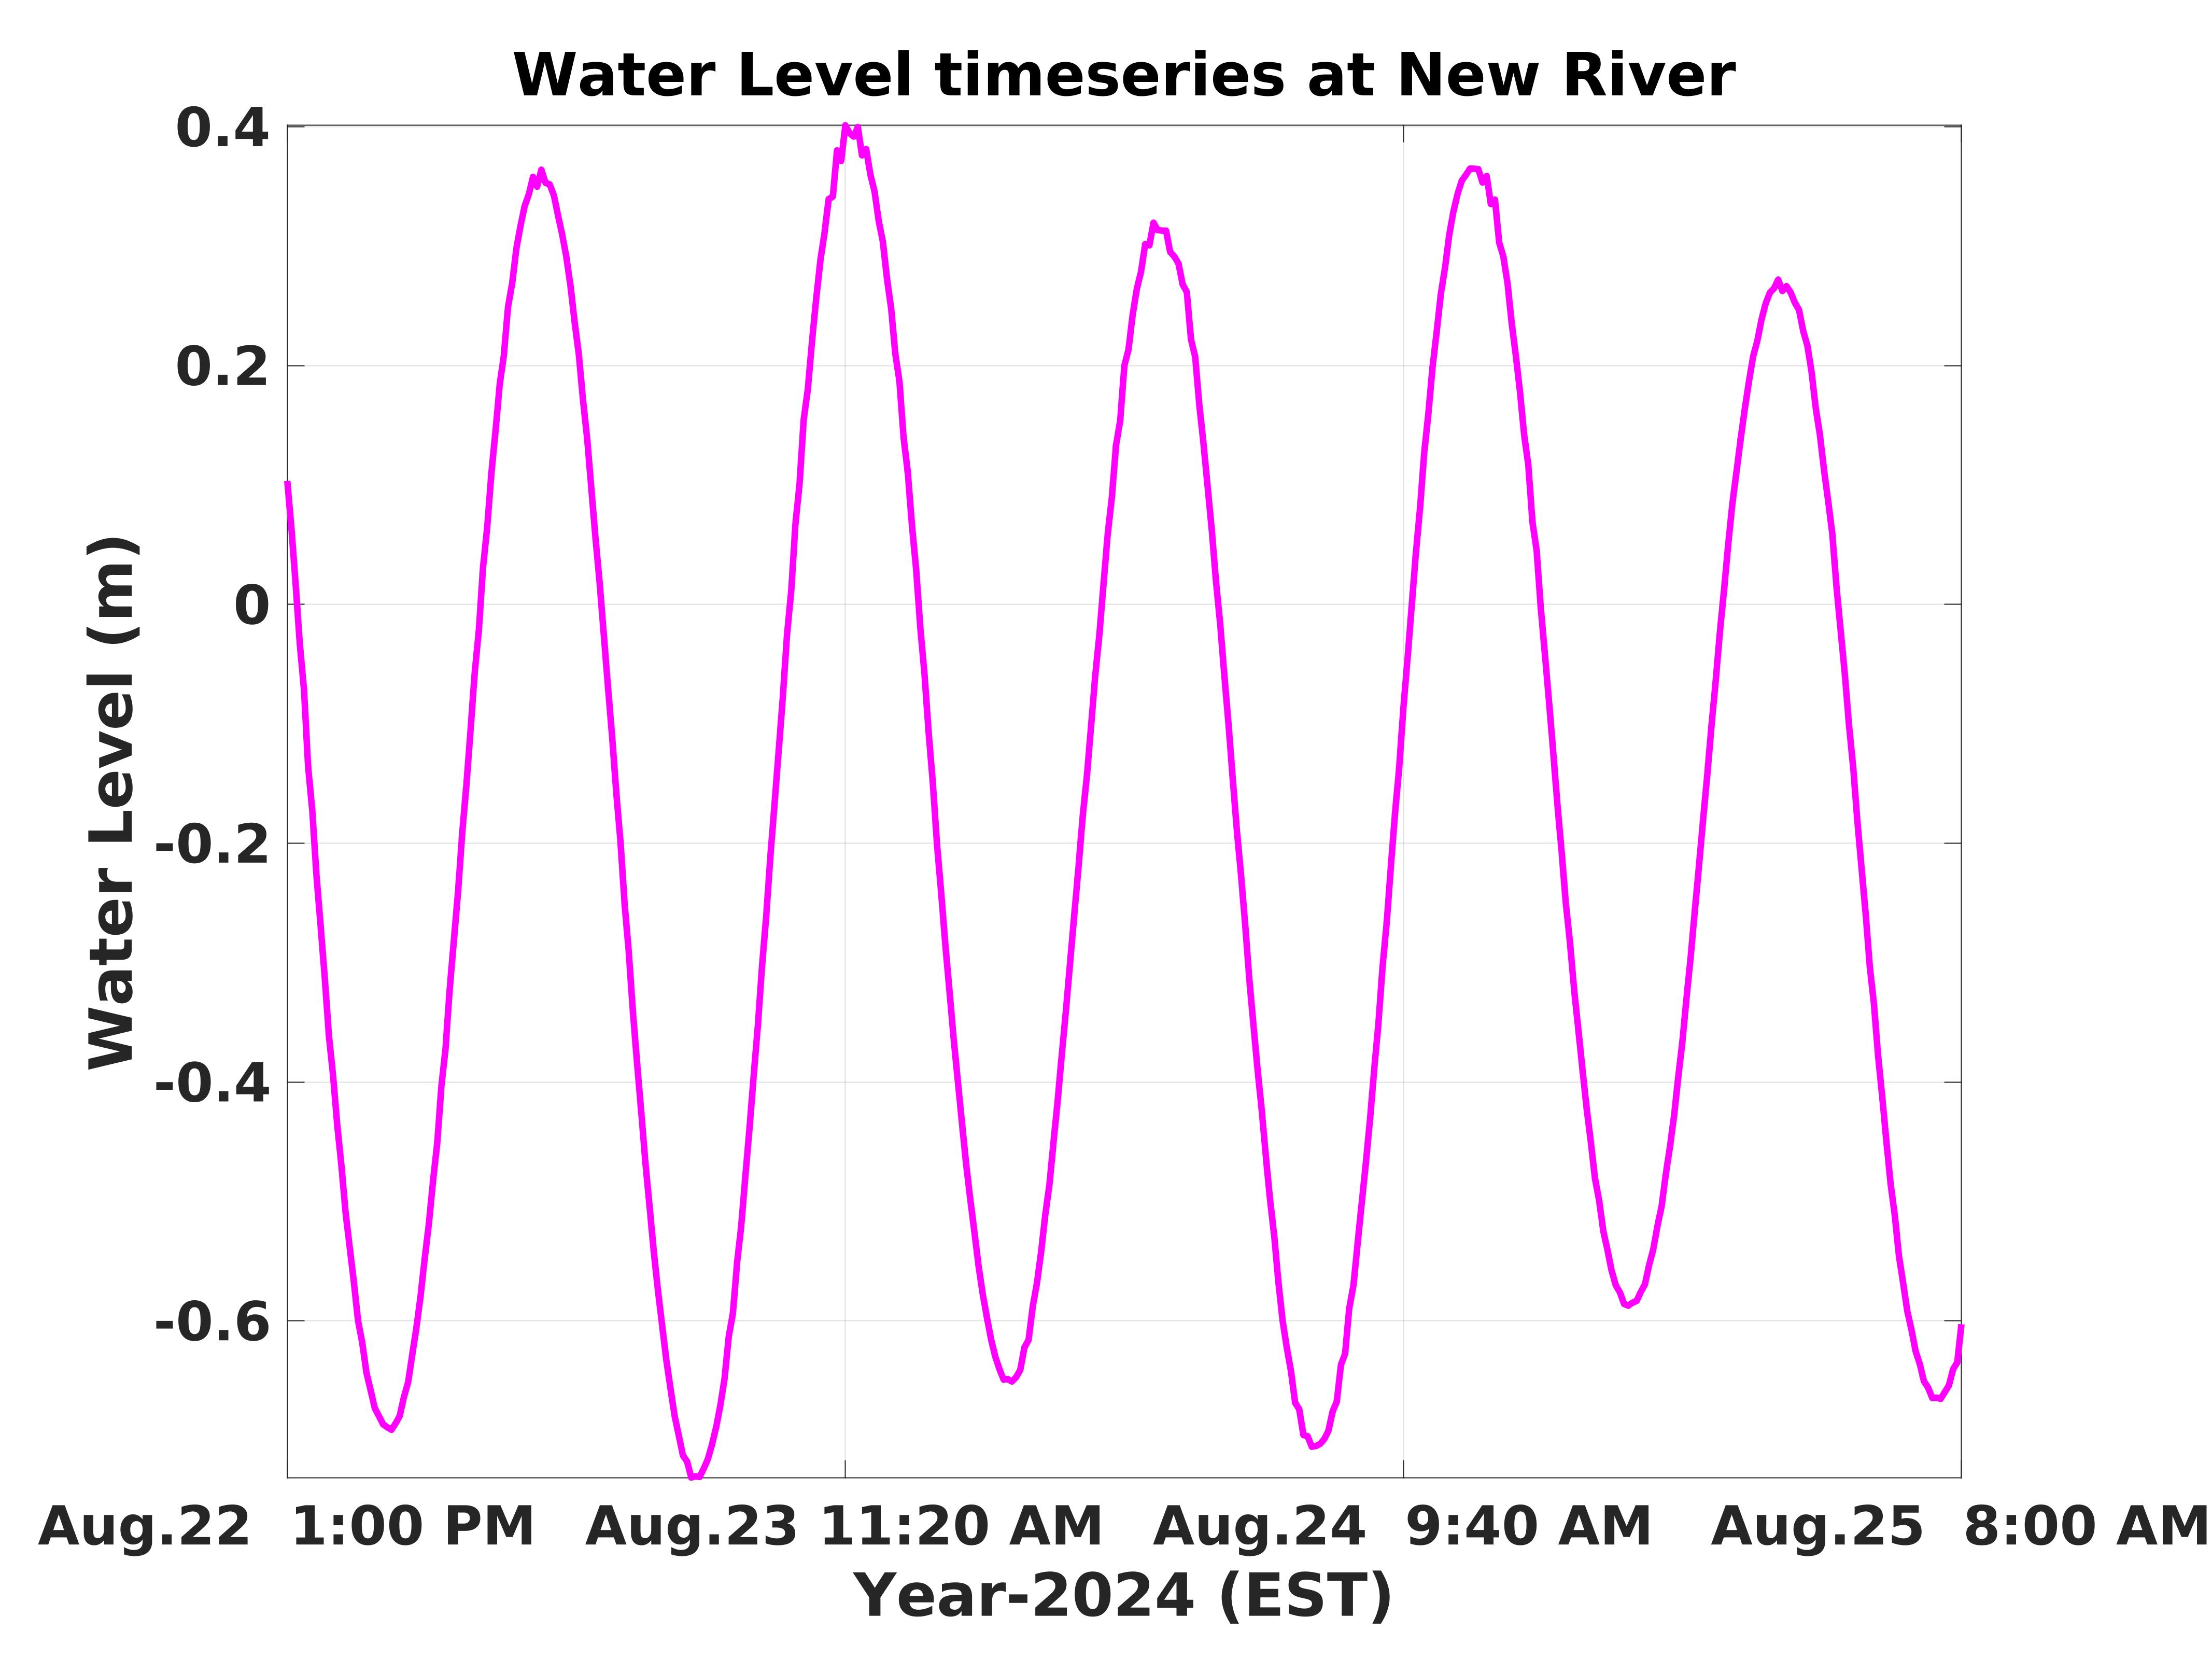 Water Level timeseries at New River
0.4
0.2
0
-0.2
-0.4
-0.6
Water Level (m)
Aug.22 1:00 PM Aug.23 11:20 AM Aug.24 9:40 AM Aug.25 8:00 AM
Year-2024 (EST)